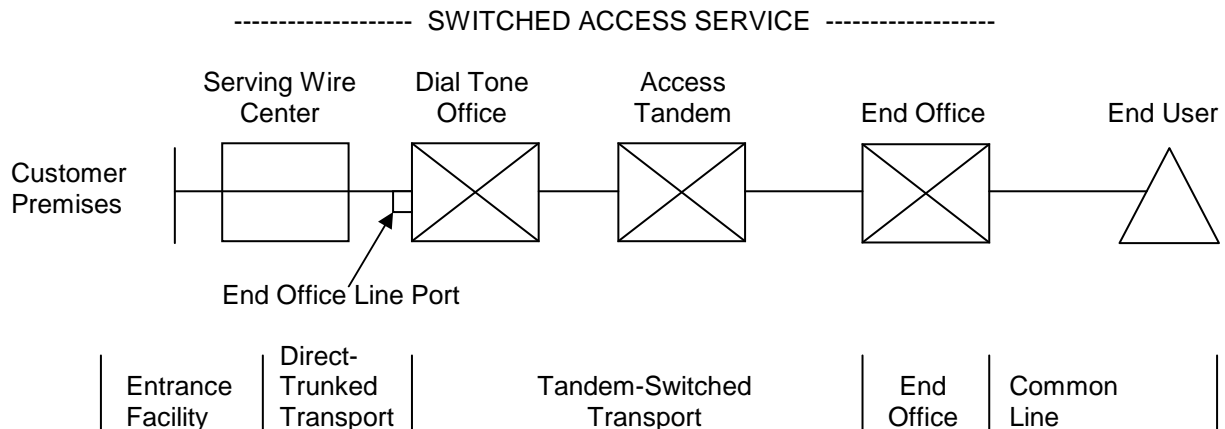 ------------------- SWITCHED ACCESS SERVICE ------------------
Serving Wire
Center
Dial Tone
Office
Access
Tandem
End Office
End User
Customer
Premises
End Office Line Port
Entrance
Facility
Direct-
Trunked
Transport
Tandem-Switched
Transport
End
Office
Common
Line